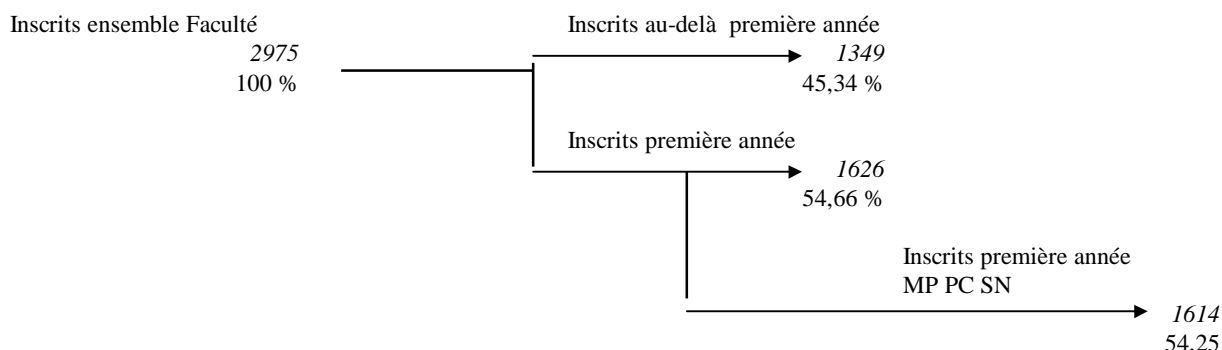 Inscrits ensemble Faculté
2975
100 %
Inscrits au-delà première année
1349
45,34 %
Inscrits première année
1626
54,66 %
Inscrits première année
MP PC SN
1614
54,25